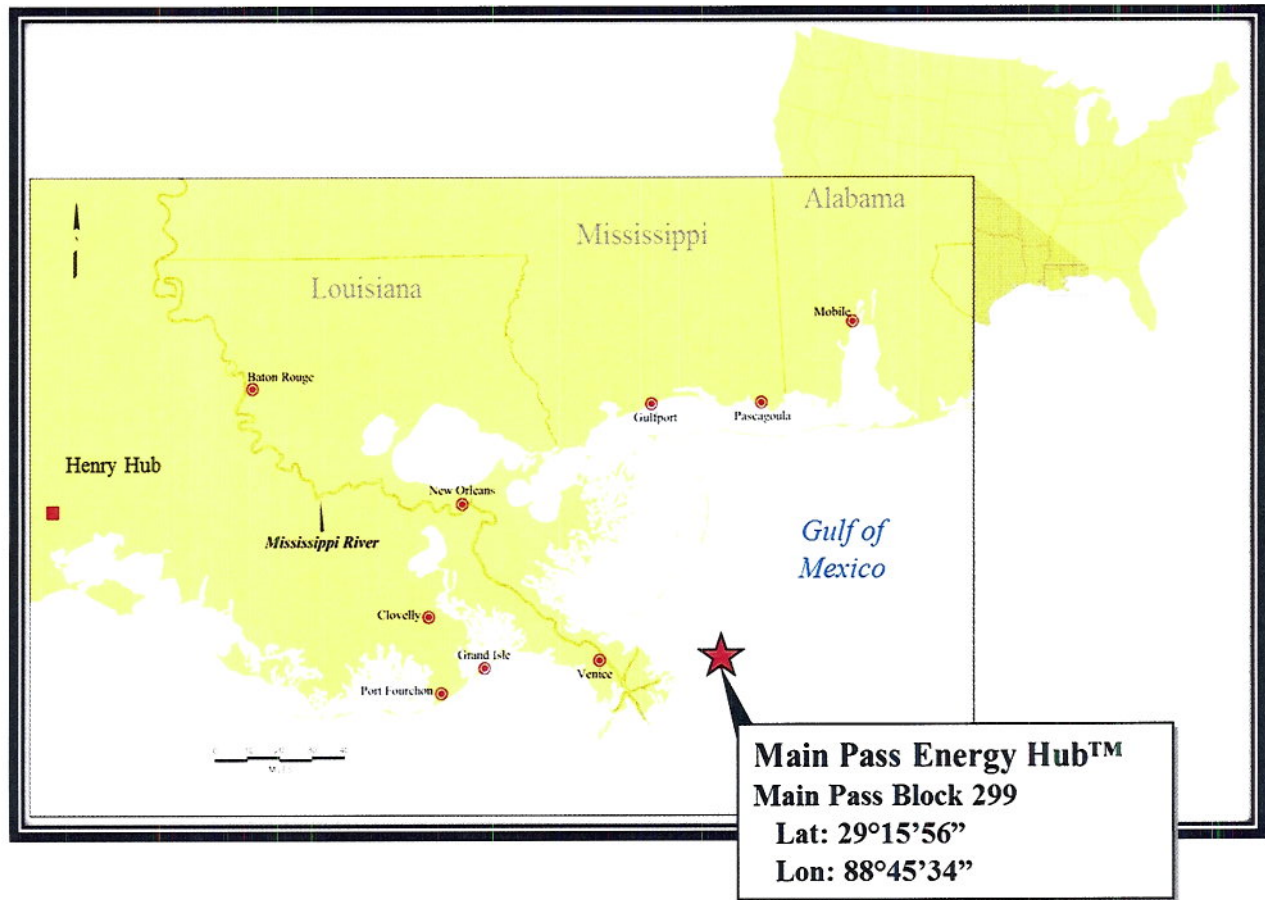 Alabama
Mississippi
Louisiana
Mobile
Baton Rouge
Gulfport
Pascagoula
Henry Hub
New Orleans
Mississippi River
Gulf of
Mexico
Clovelly
Grand Isle
Venice
Port Fourchon
Main Pass Energy Hub™
Main Pass Block 299
Lat: 29°15’56”
Lon: 88°45’34”